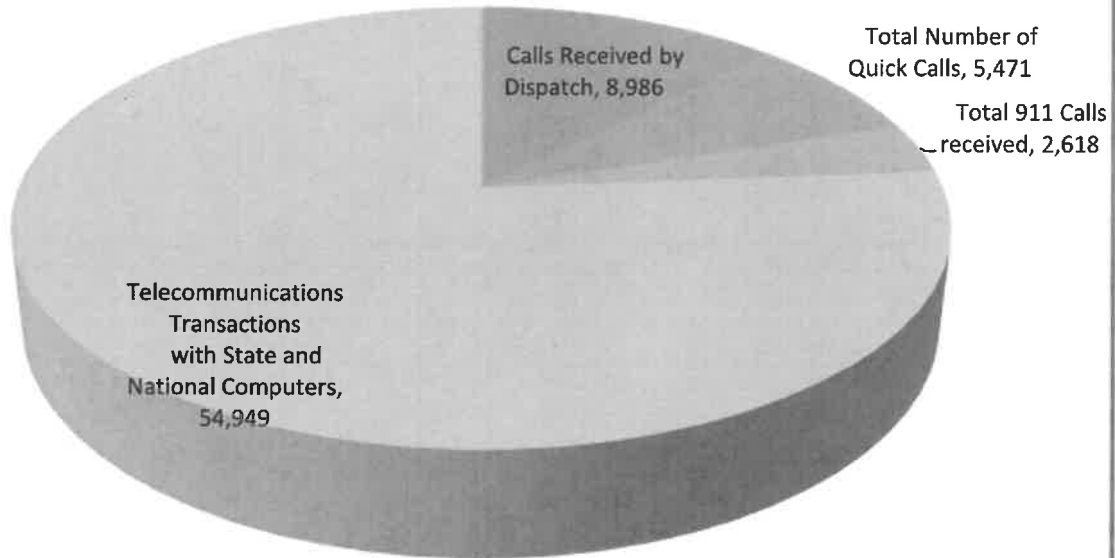 Calls Received by
Dispatch, 8,986
Total Number of
Quick Calls, 5,471
Total 911 Calls
received, 2,618
Telecommunications
Transactions
with State and
National Computers,
54,949